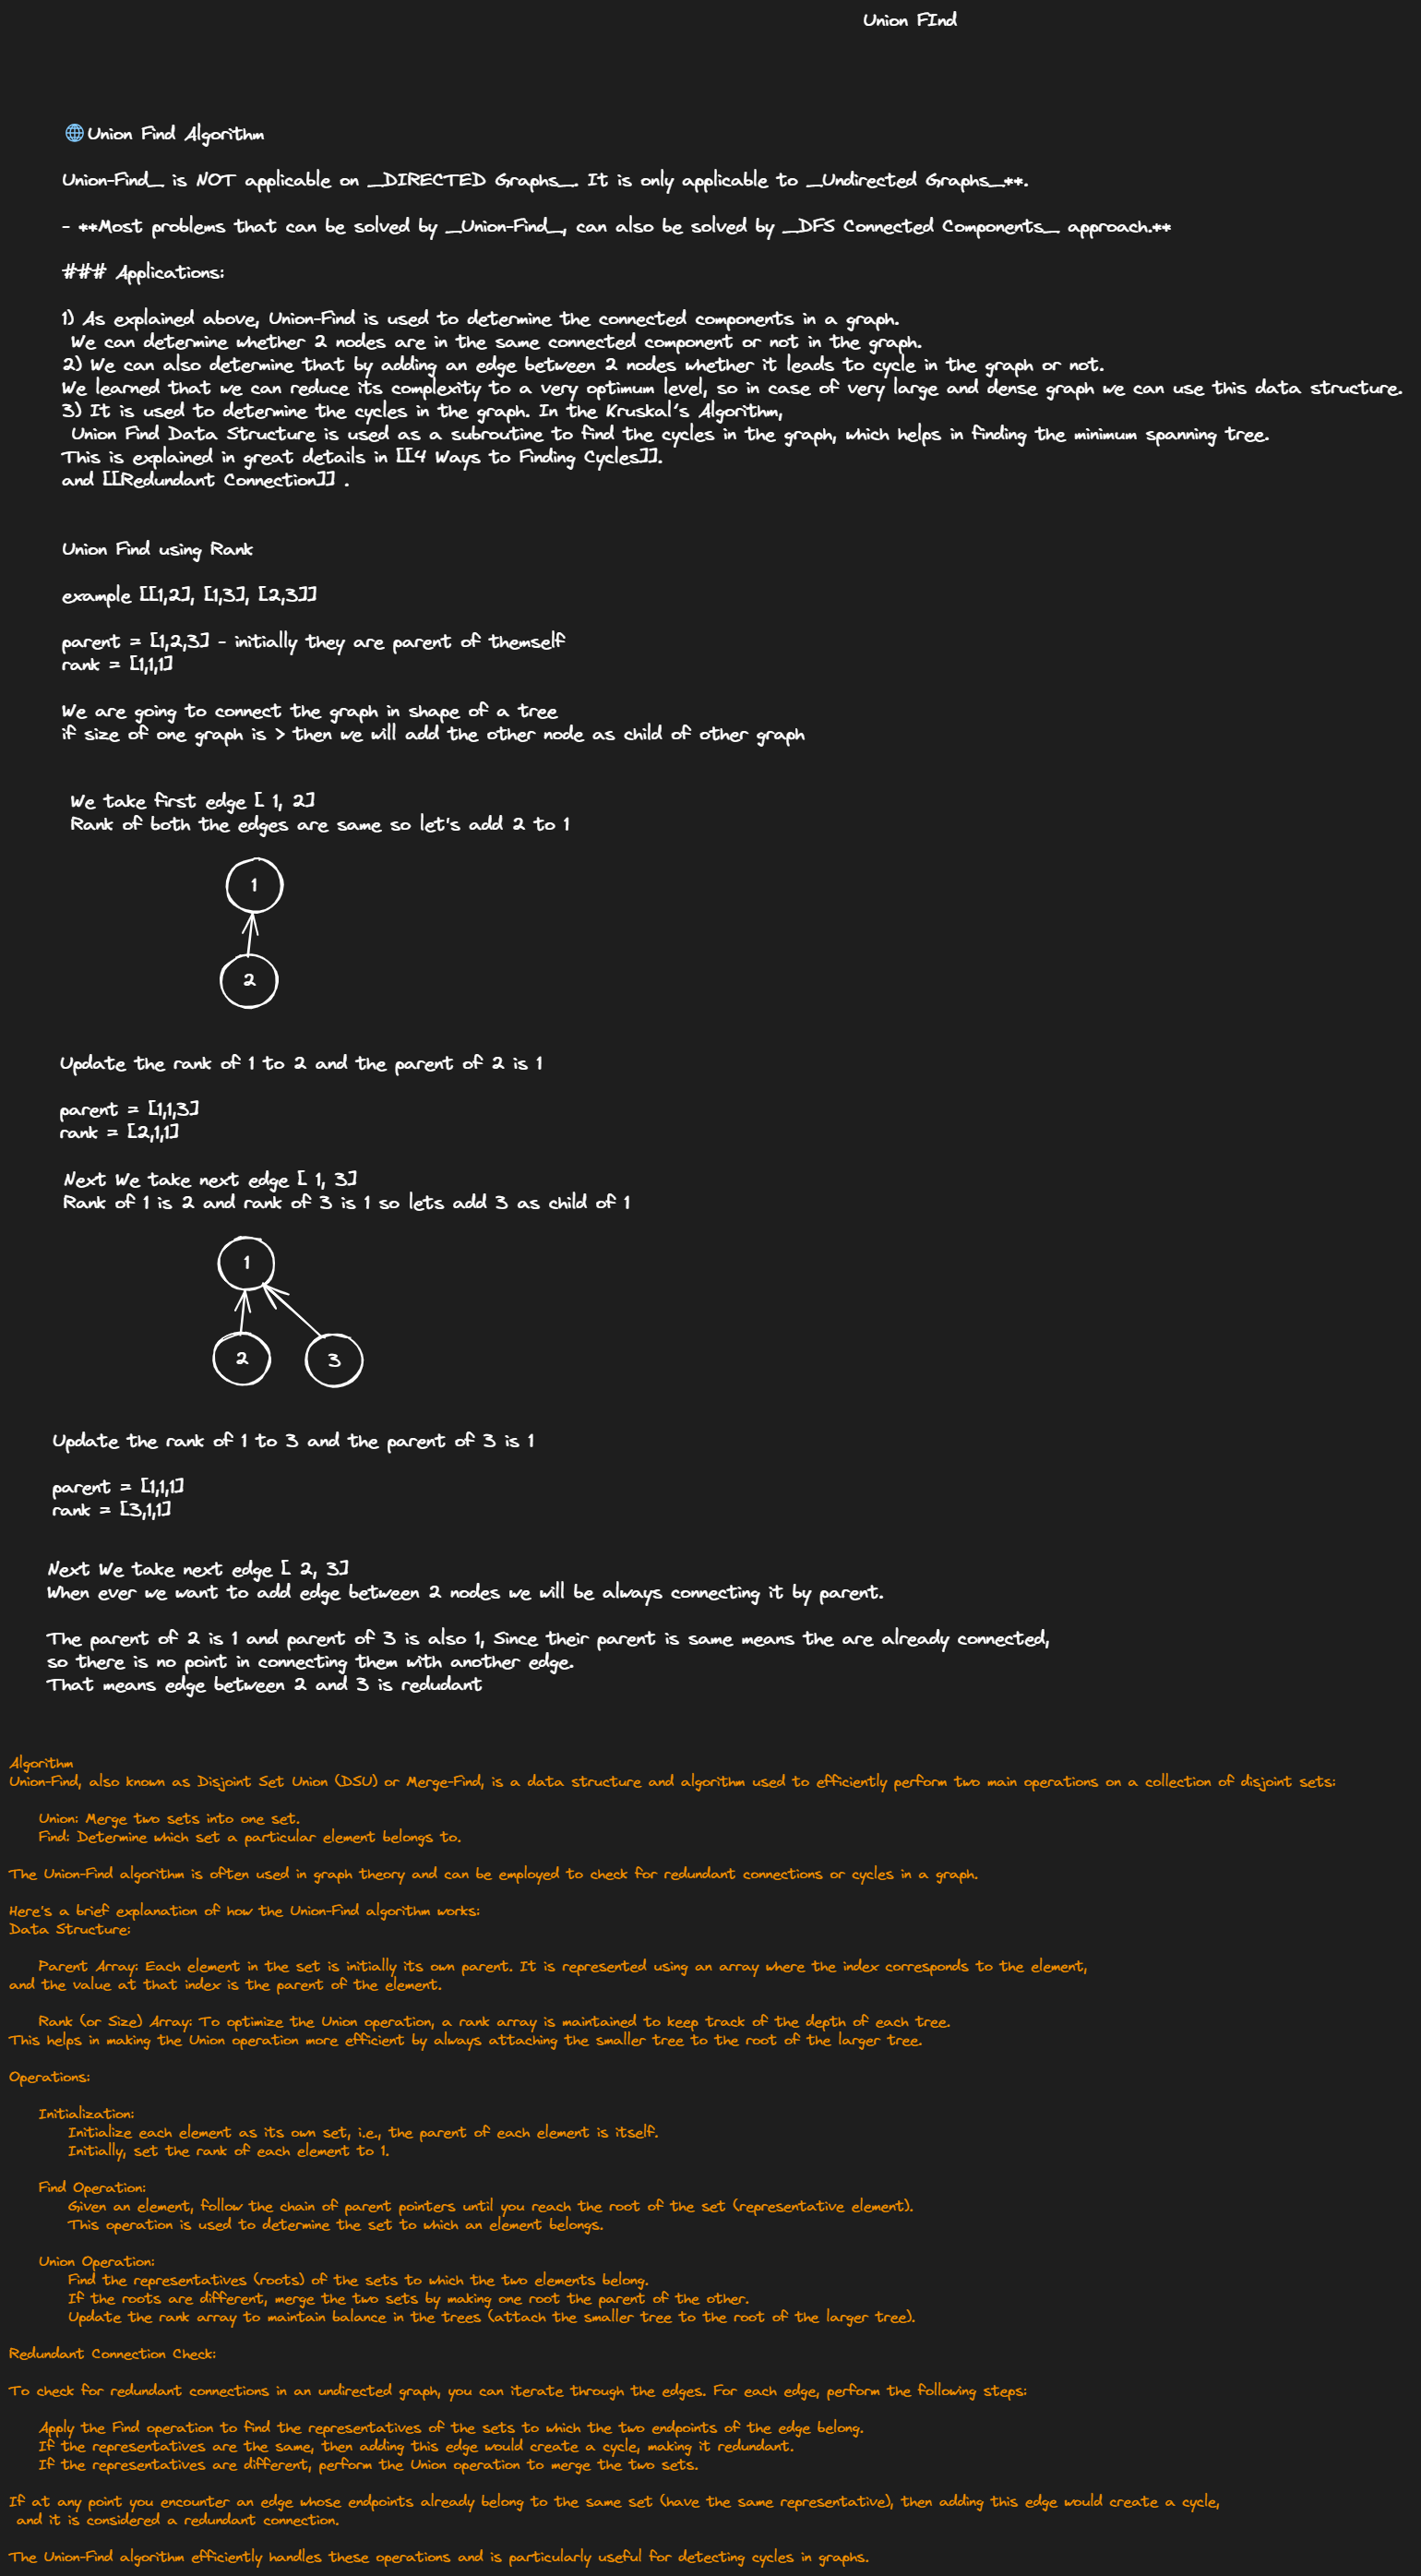 Union FInd
🌐Union Find Algorithm
Union-Find_ is NOT applicable on _DIRECTED Graphs_. It is only applicable to _Undirected Graphs_**.
- **Most problems that can be solved by _Union-Find_, can also be solved by _DFS Connected Components_ approach.**
### Applications:
1) As explained above, Union-Find is used to determine the connected components in a graph.
We can determine whether 2 nodes are in the same connected component or not in the graph.
2) We can also determine that by adding an edge between 2 nodes whether it leads to cycle in the graph or not.
We learned that we can reduce its complexity to a very optimum level, so in case of very large and dense graph we can use this data structure.
3) It is used to determine the cycles in the graph. In the Kruskal's Algorithm,
Union Find Data Structure is used as a subroutine to find the cycles in the graph, which helps in finding the minimum spanning tree.
This is explained in great details in [[4 Ways to Finding Cycles]].
and [[Redundant Connection]] .
Union Find using Rank
example [[1,2], [1,3], [2,3]]
parent = [1,2,3] - initially they are parent of themself
rank = [1,1,1]
We are going to connect the graph in shape of a tree
if size of one graph is > then we will add the other node as child of other graph
We take first edge [ 1, 2]
Rank of both the edges are same so let's add 2 to 1
1
2
Update the rank of 1 to 2 and the parent of 2 is 1
parent = [1,1,3]
rank = [2,1,1]
Next We take next edge [ 1, 3]
Rank of 1 is 2 and rank of 3 is 1 so lets add 3 as child of 1
1
2 3
Update the rank of 1 to 3 and the parent of 3 is 1
parent = [1,1,1]
rank = [3,1,1]
Next We take next edge [ 2, 3]
When ever we want to add edge between 2 nodes we will be always connecting it by parent.
The parent of 2 is 1 and parent of 3 is also 1, Since their parent is same means the are already connected,
so there is no point in connecting them with another edge.
That means edge between 2 and 3 is redudant
Algorithm
Union-Find, also known as Disjoint Set Union (DSU) or Merge-Find, is a data structure and algorithm used to efficiently perform two main operations on a collection of disjoint sets:
Union: Merge two sets into one set.
Find: Determine which set a particular element belongs to.
The Union-Find algorithm is often used in graph theory and can be employed to check for redundant connections or cycles in a graph.
Here's a brief explanation of how the Union-Find algorithm works:
Data Structure:
Parent Array: Each element in the set is initially its own parent. It is represented using an array where the index corresponds to the element,
and the value at that index is the parent of the element.
Rank (or Size) Array: To optimize the Union operation, a rank array is maintained to keep track of the depth of each tree.
This helps in making the Union operation more efficient by always attaching the smaller tree to the root of the larger tree.
Operations:
Initialization:
Initialize each element as its own set, i.e., the parent of each element is itself.
Initially, set the rank of each element to 1.
Find Operation:
Given an element, follow the chain of parent pointers until you reach the root of the set (representative element).
This operation is used to determine the set to which an element belongs.
Union Operation:
Find the representatives (roots) of the sets to which the two elements belong.
If the roots are different, merge the two sets by making one root the parent of the other.
Update the rank array to maintain balance in the trees (attach the smaller tree to the root of the larger tree).
Redundant Connection Check:
To check for redundant connections in an undirected graph, you can iterate through the edges. For each edge, perform the following steps:
Apply the Find operation to find the representatives of the sets to which the two endpoints of the edge belong.
If the representatives are the same, then adding this edge would create a cycle, making it redundant.
If the representatives are different, perform the Union operation to merge the two sets.
If at any point you encounter an edge whose endpoints already belong to the same set (have the same representative), then adding this edge would create a cycle,
and it is considered a redundant connection.
The Union-Find algorithm efficiently handles these operations and is particularly useful for detecting cycles in graphs.